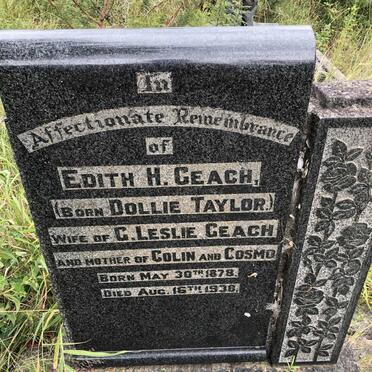 In
Affectionate Remembrance
of
EDITH H. GEACH,
(BORN DOLLIE TAYLOR.)
WIFE OF C. LESLIE GEACH
AND MOTHER OF COLIN AND COSMO
BORN MAY 30TH 1878.
DIED AUG. 16TH 1936.